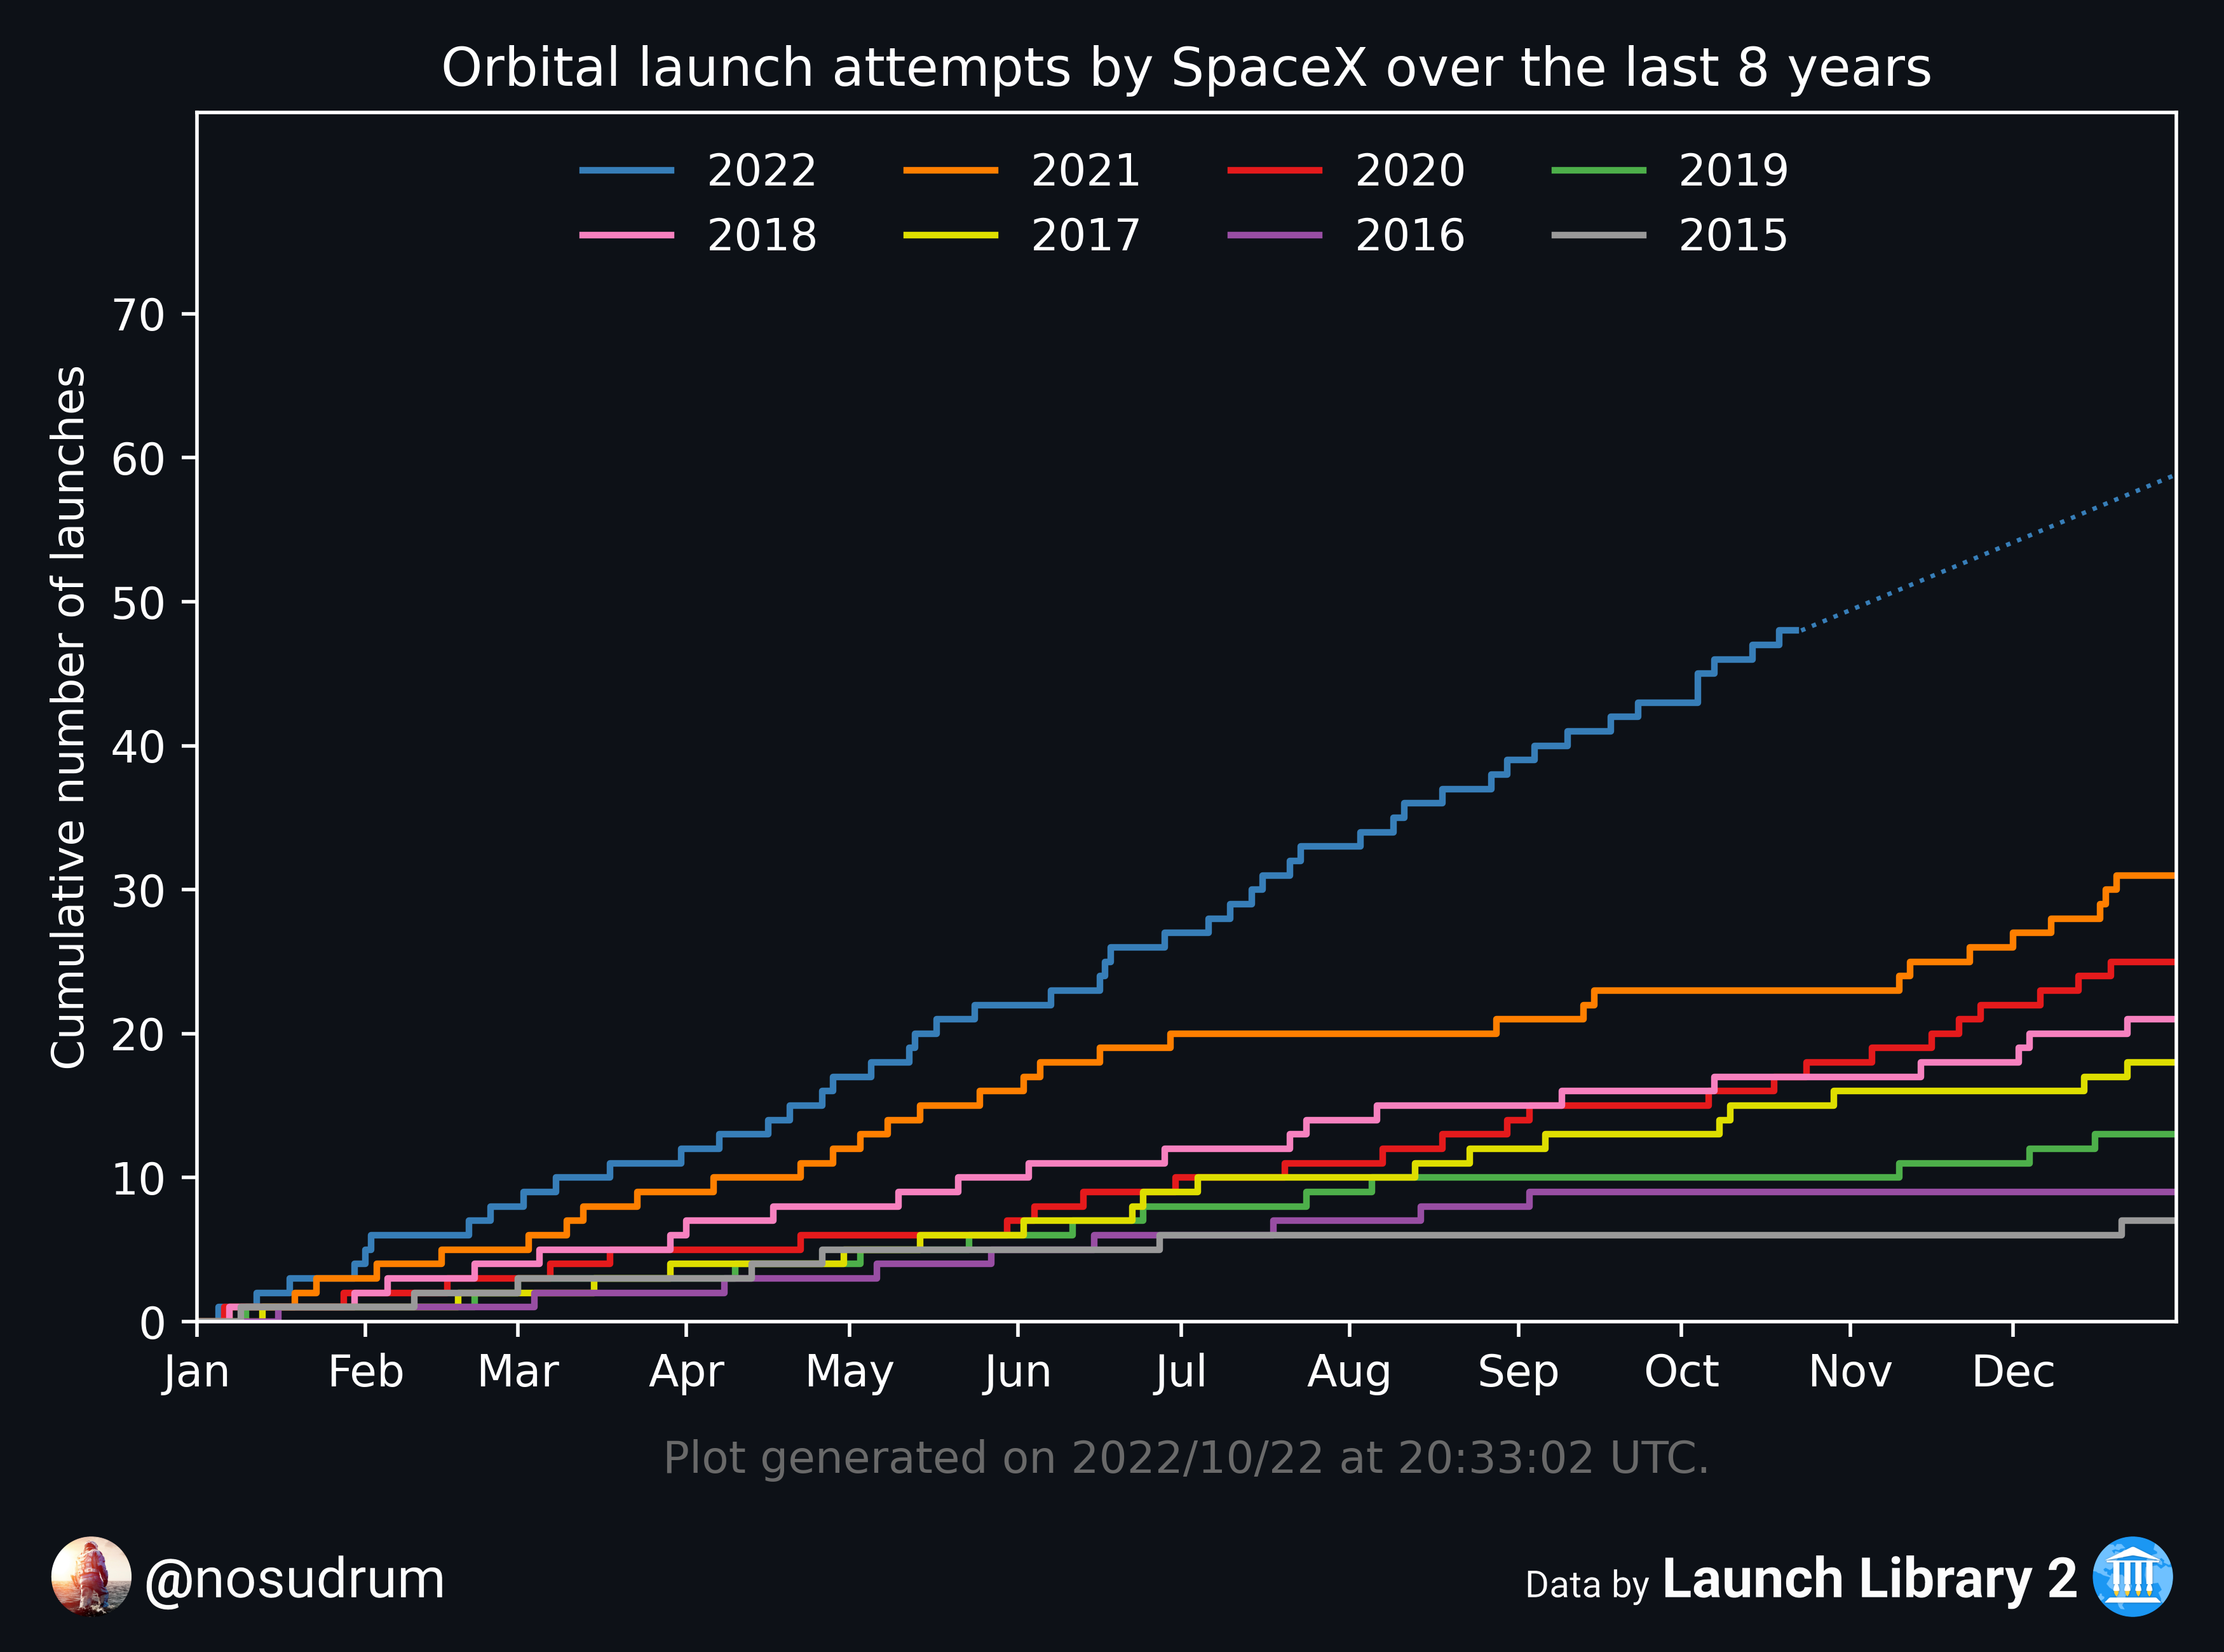 Orbital launch attempts by SpaceX over the last 8 years
2022 2021 2020 2019
2018 2017 2016 2015
Cumulative number of launches
70
60
50
40
30
20
10
0
Jan Feb Mar Apr May Jun Jul Aug Sep Oct Nov Dec
Plot generated on 2022/10/22 at 20:33:02 UTC.
@nosudrum
Data by Launch Library 2